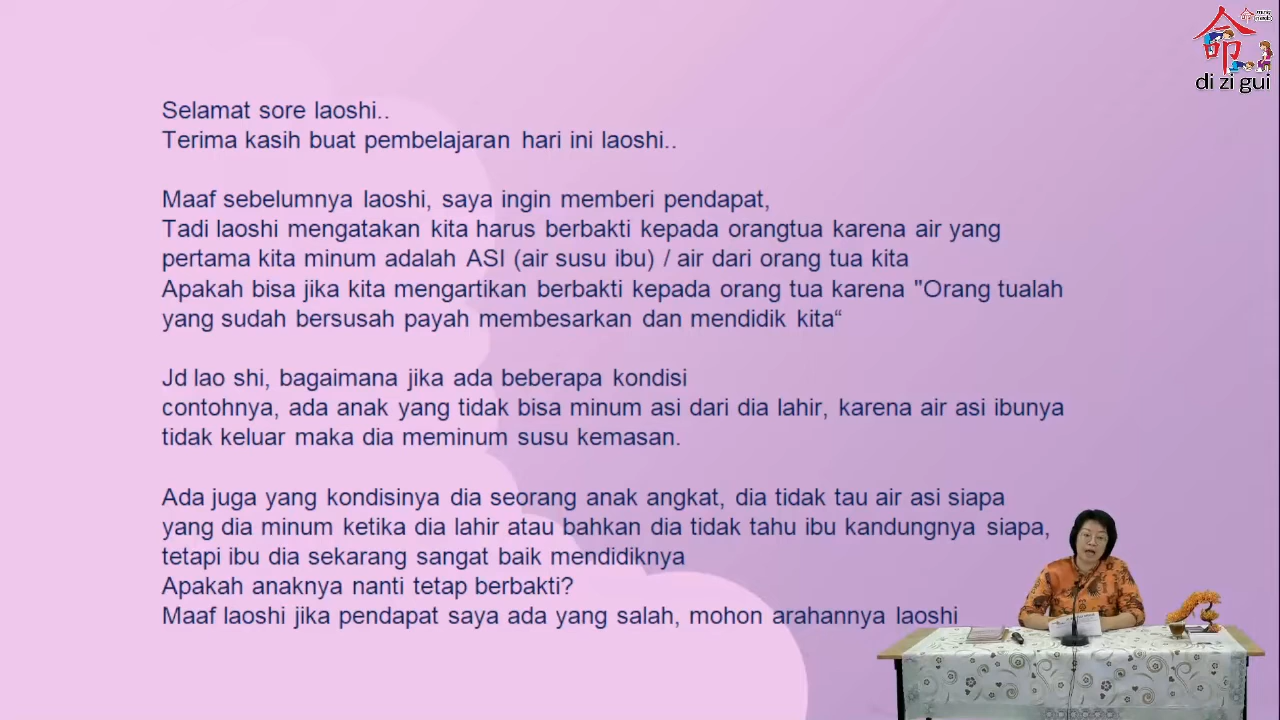 命
di zi gui
Selamat sore laoshi..
Terima kasih buat pembelajaran hari ini laoshi..
Maaf sebelumnya laoshi, saya ingin memberi pendapat,
Tadi laoshi mengatakan kita harus berbakti kepada orangtua karena air yang
pertama kita minum adalah ASI (air susu ibu) / air dari orang tua kita
Apakah bisa jika kita mengartikan berbakti kepada orang tua karena "Orang tualah
yang sudah bersusah payah membesarkan dan mendidik kita“
Jd lao shi, bagaimana jika ada beberapa kondisi
contohnya, ada anak yang tidak bisa minum asi dari dia lahir, karena air asi ibunya
tidak keluar maka dia meminum susu kemasan.
Ada juga yang kondisinya dia seorang anak angkat, dia tidak tau air asi siapa
yang dia minum ketika dia lahir atau bahkan dia tidak tahu ibu kandungnya siapa,
tetapi ibu dia sekarang sangat baik mendidiknya
Apakah anaknya nanti tetap berbakti?
Maaf laoshi jika pendapat saya ada yang salah, mohon arahannya laoshi